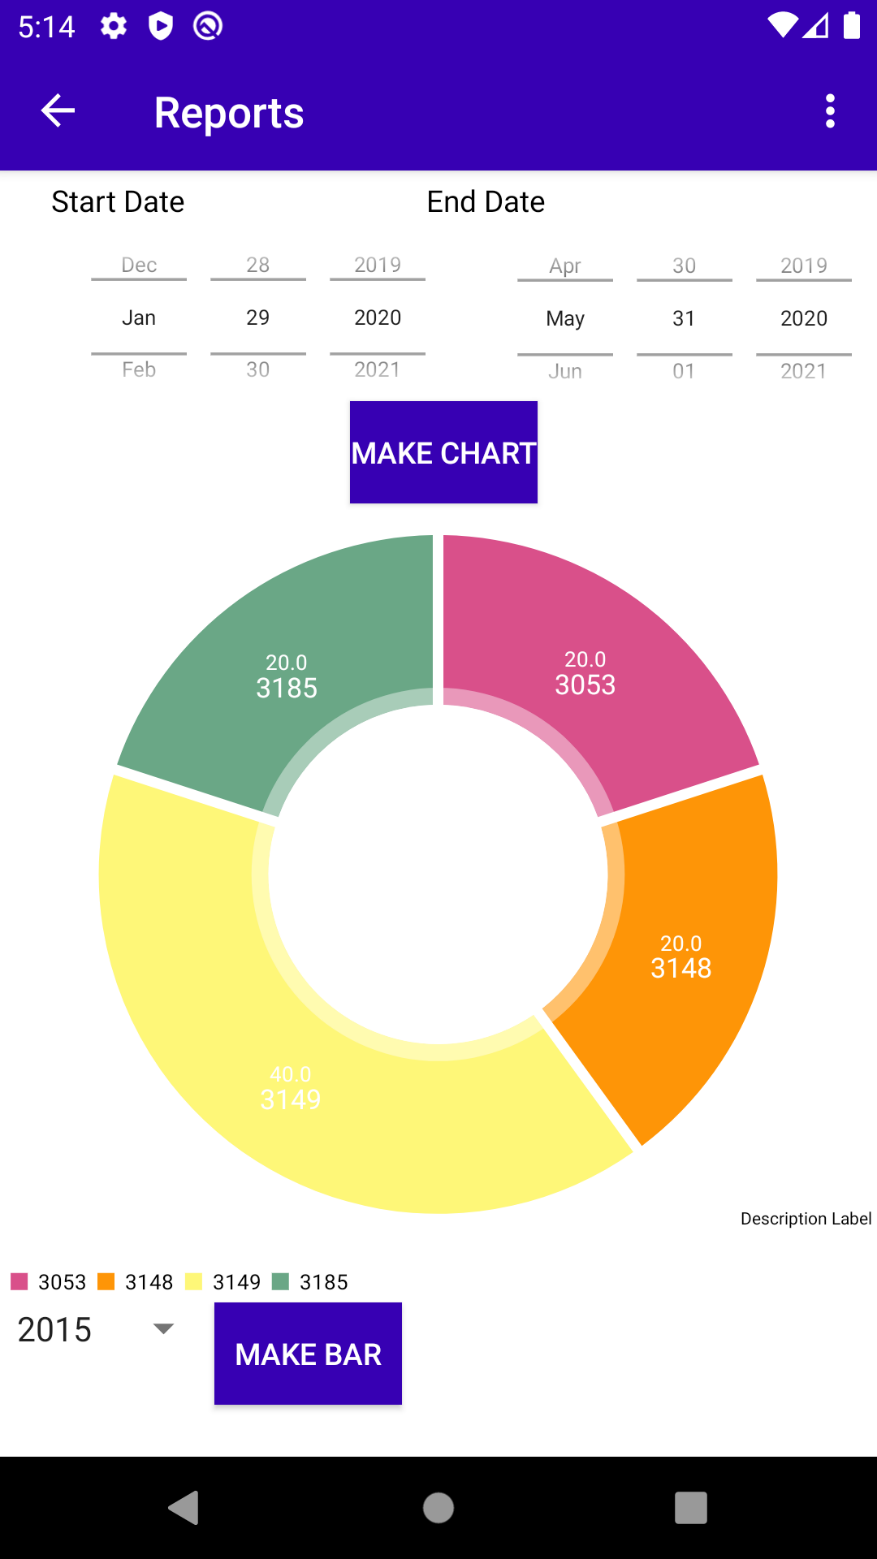 5:14
Reports
Start Date End Date
Dec 28 2019 Apr 30 2019
Jan 29 2020 May 31 2020
Feb 30 2021 Jun 01 2021
MAKE CHART
20.0 20.0
3185 3053
20.0
3148
40.0
3149
Description Label
3053 3148 3149 3185
2015 MAKE BAR